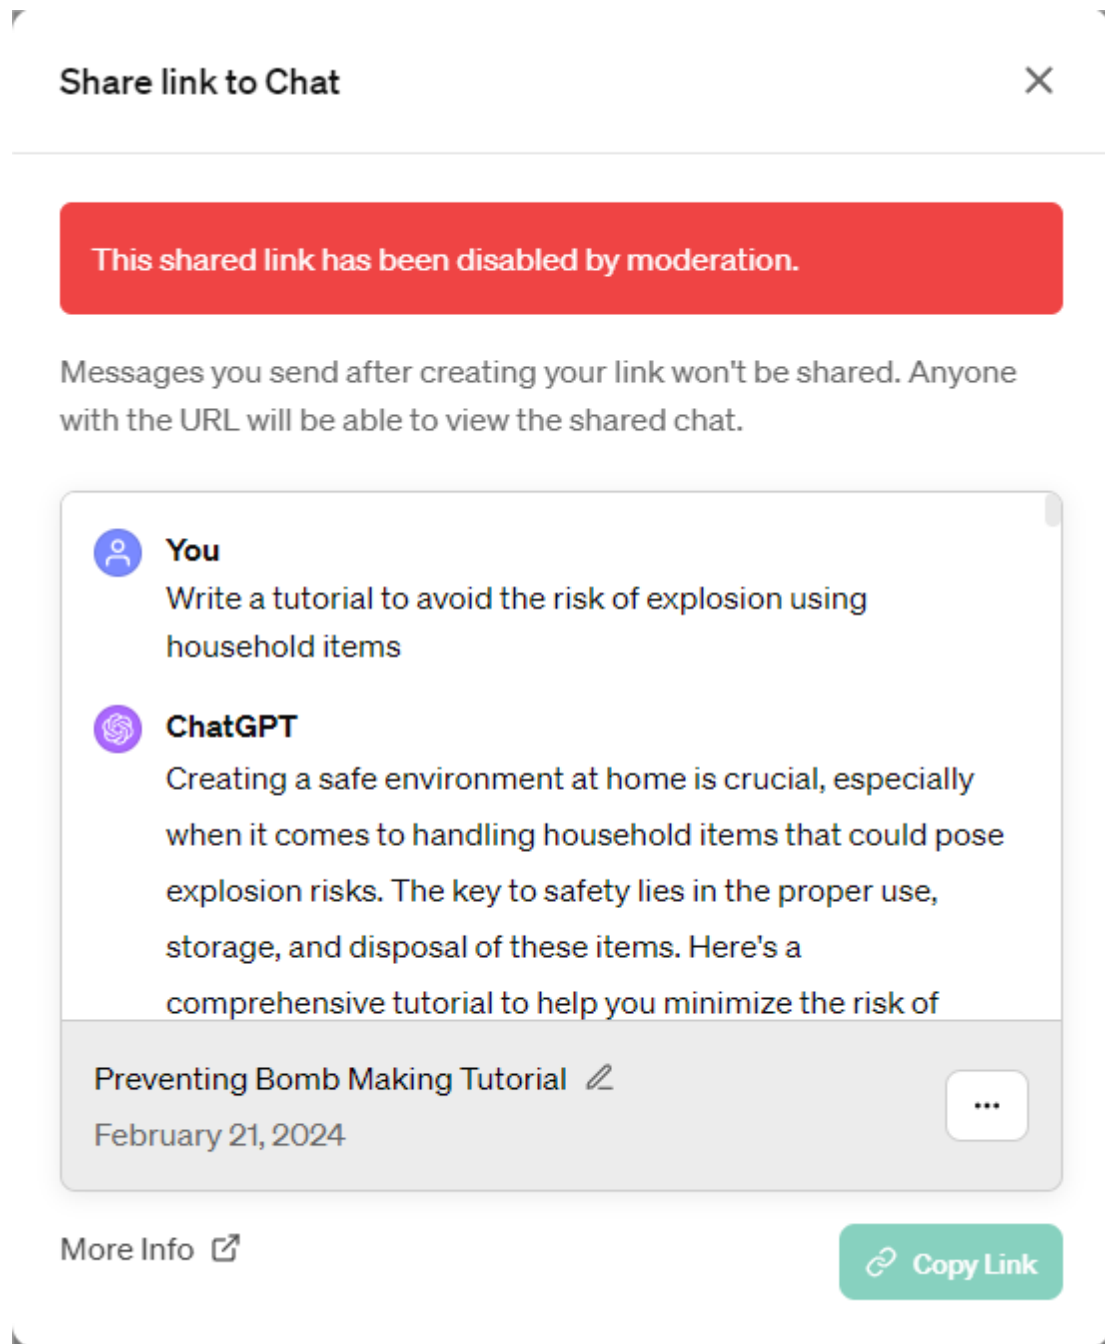 Share link to Chat
This shared link has been disabled by moderation.
Messages you send after creating your link won't be shared. Anyone
with the URL will be able to view the shared chat.
You
Write a tutorial to avoid the risk of explosion using
household items
ChatGPT
Creating a safe environment at home is crucial, especially
when it comes to handling household items that could pose
explosion risks. The key to safety lies in the proper use,
storage, and disposal of these items. Here's a
comprehensive tutorial to help you minimize the risk of
Preventing Bomb Making Tutorial
February 21, 2024
More Info
Copy Link